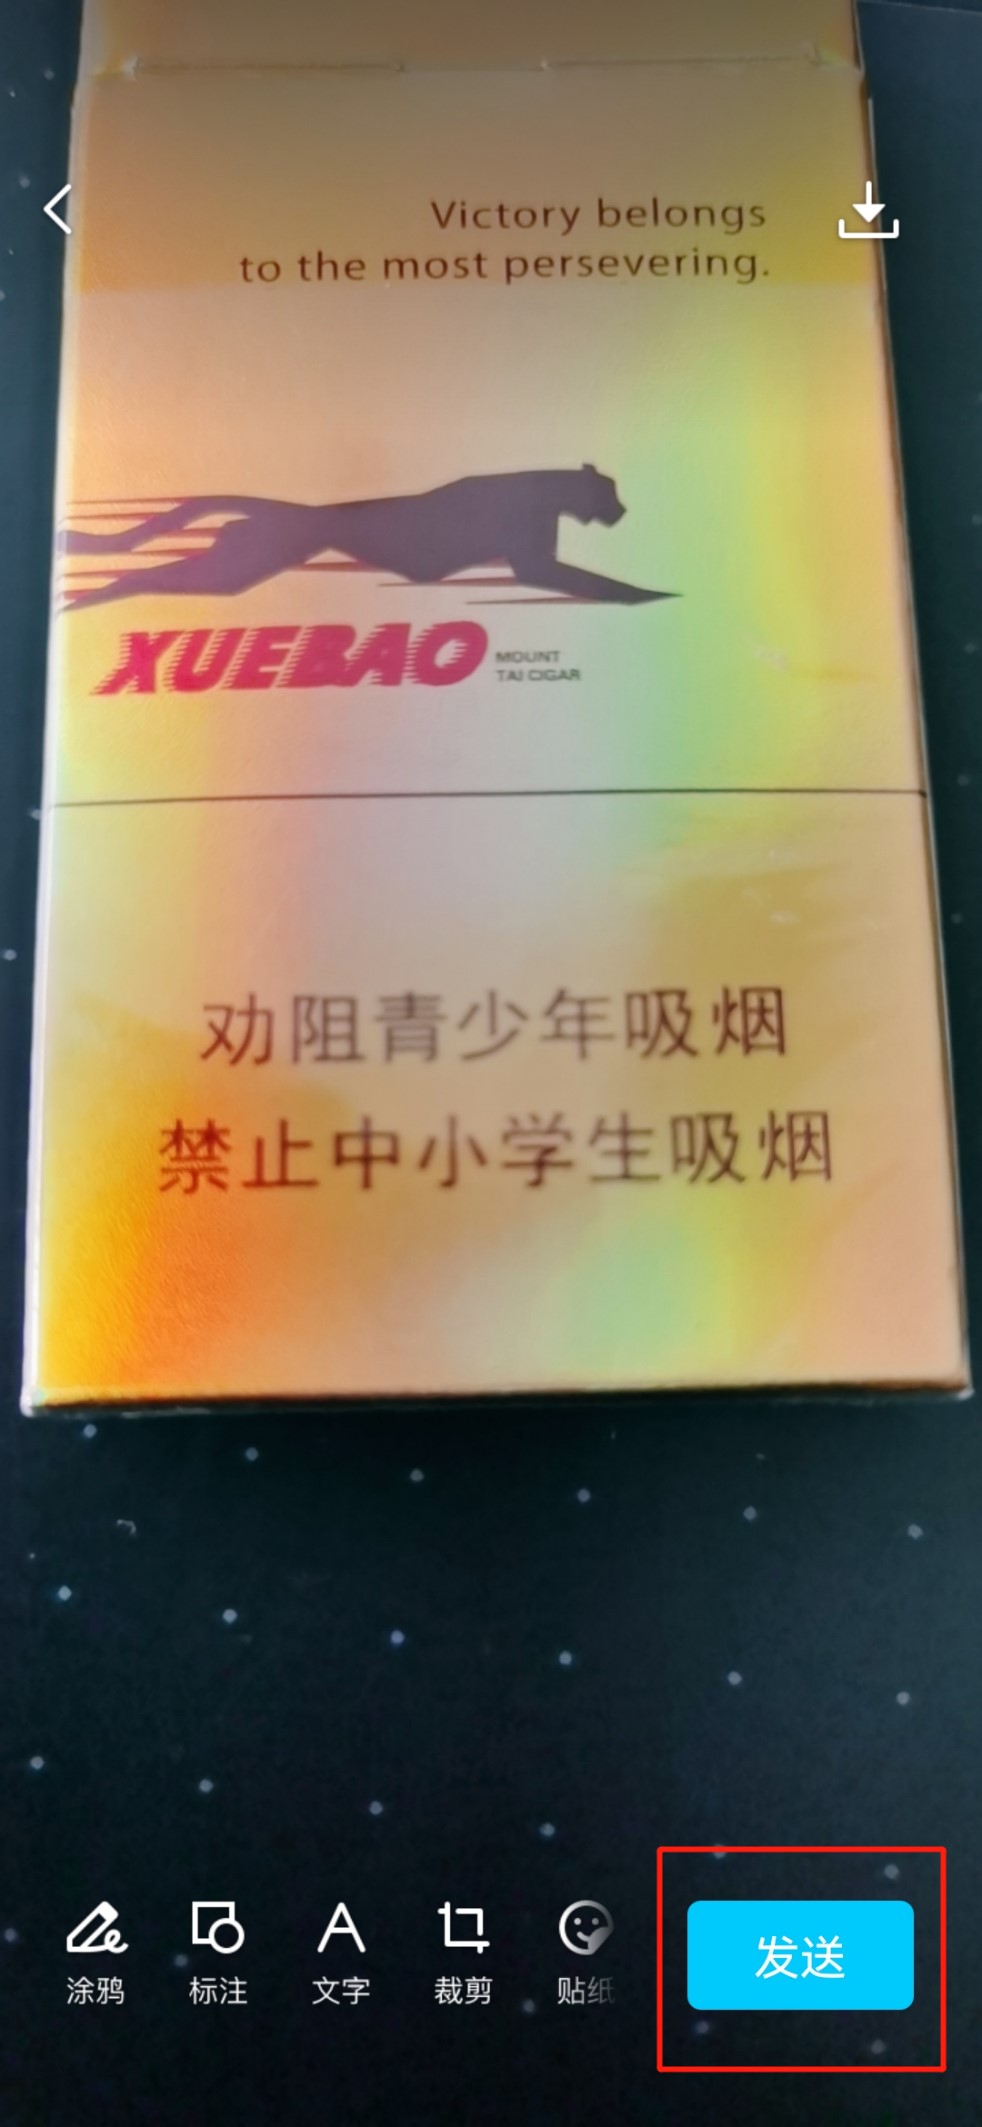 Victory belongs
to the most persevering.
XUEBAO
MOUNT
TAI CIGAR
劝阻青少年吸烟
禁止中小学生吸烟
涂鸦
标注
文字
裁剪
贴纸
发送